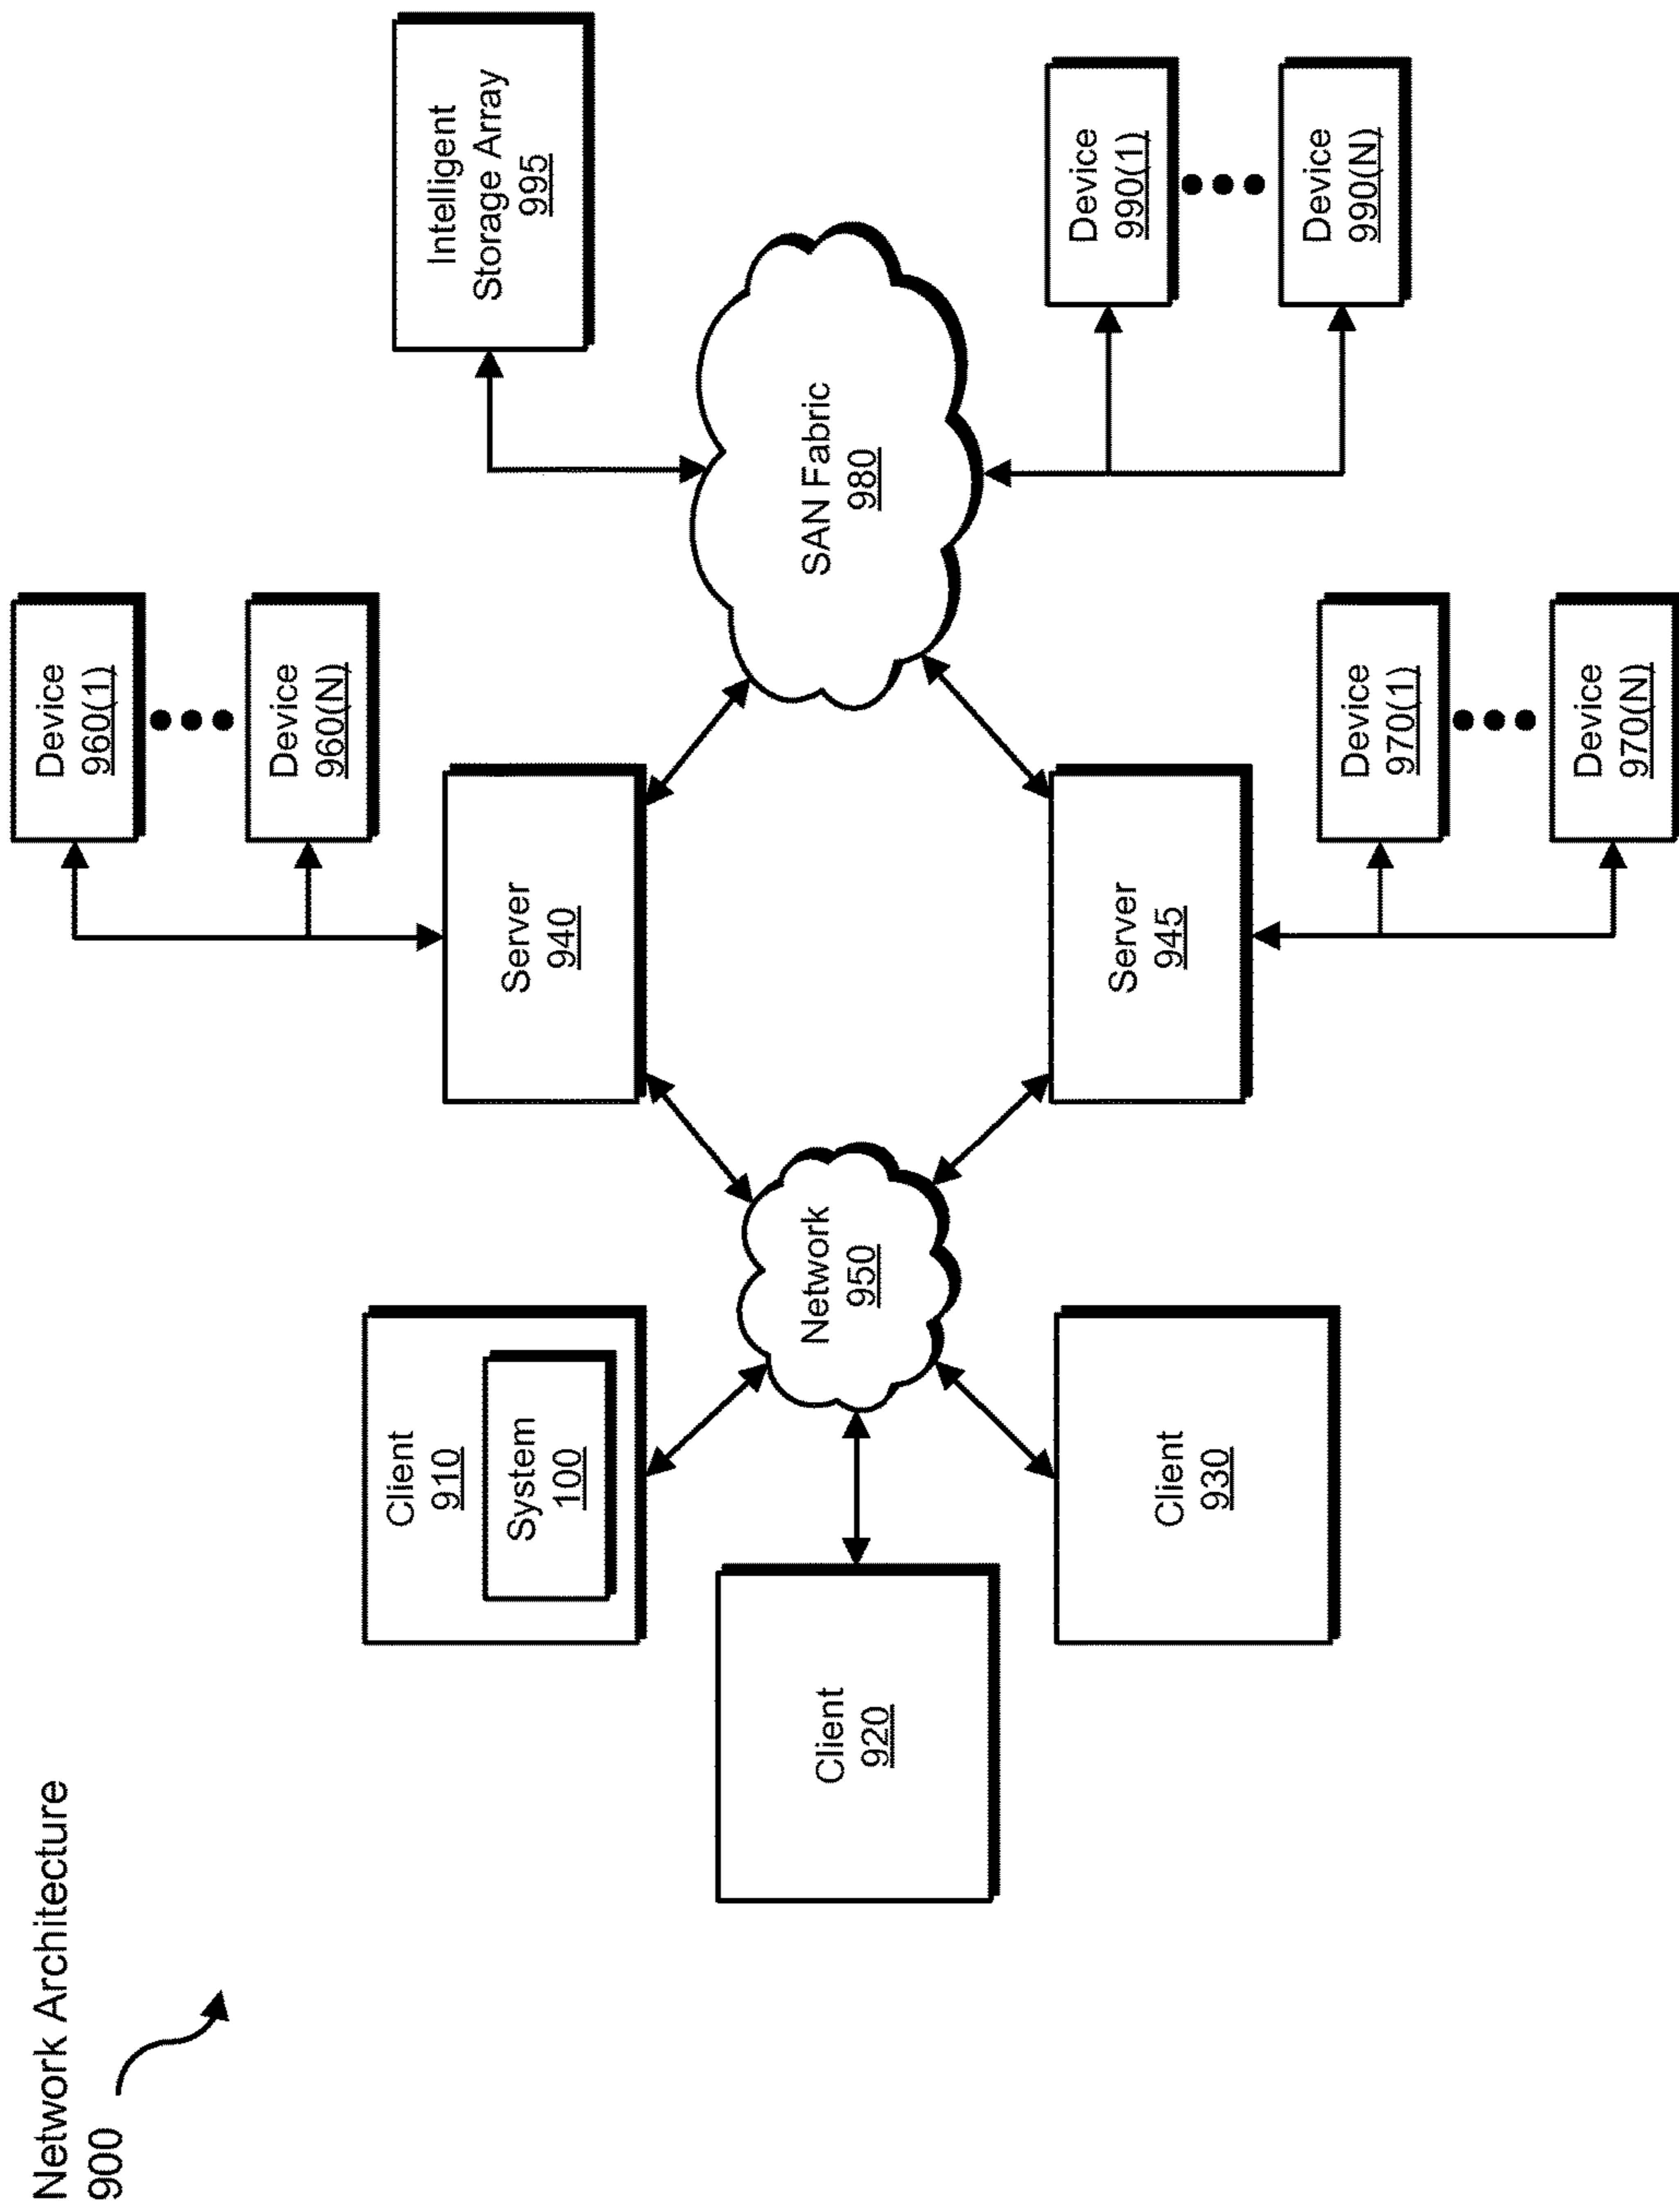 Network Architecture
900
Client
910
System
100
Client
920
Client
930
Network
950
Server
940
Server
945
Device
960(1)
Device
960(N)
Device
970(1)
Device
970(N)
SAN Fabric
980
Intelligent
Storage Array
995
Device
990(1)
Device
990(N)